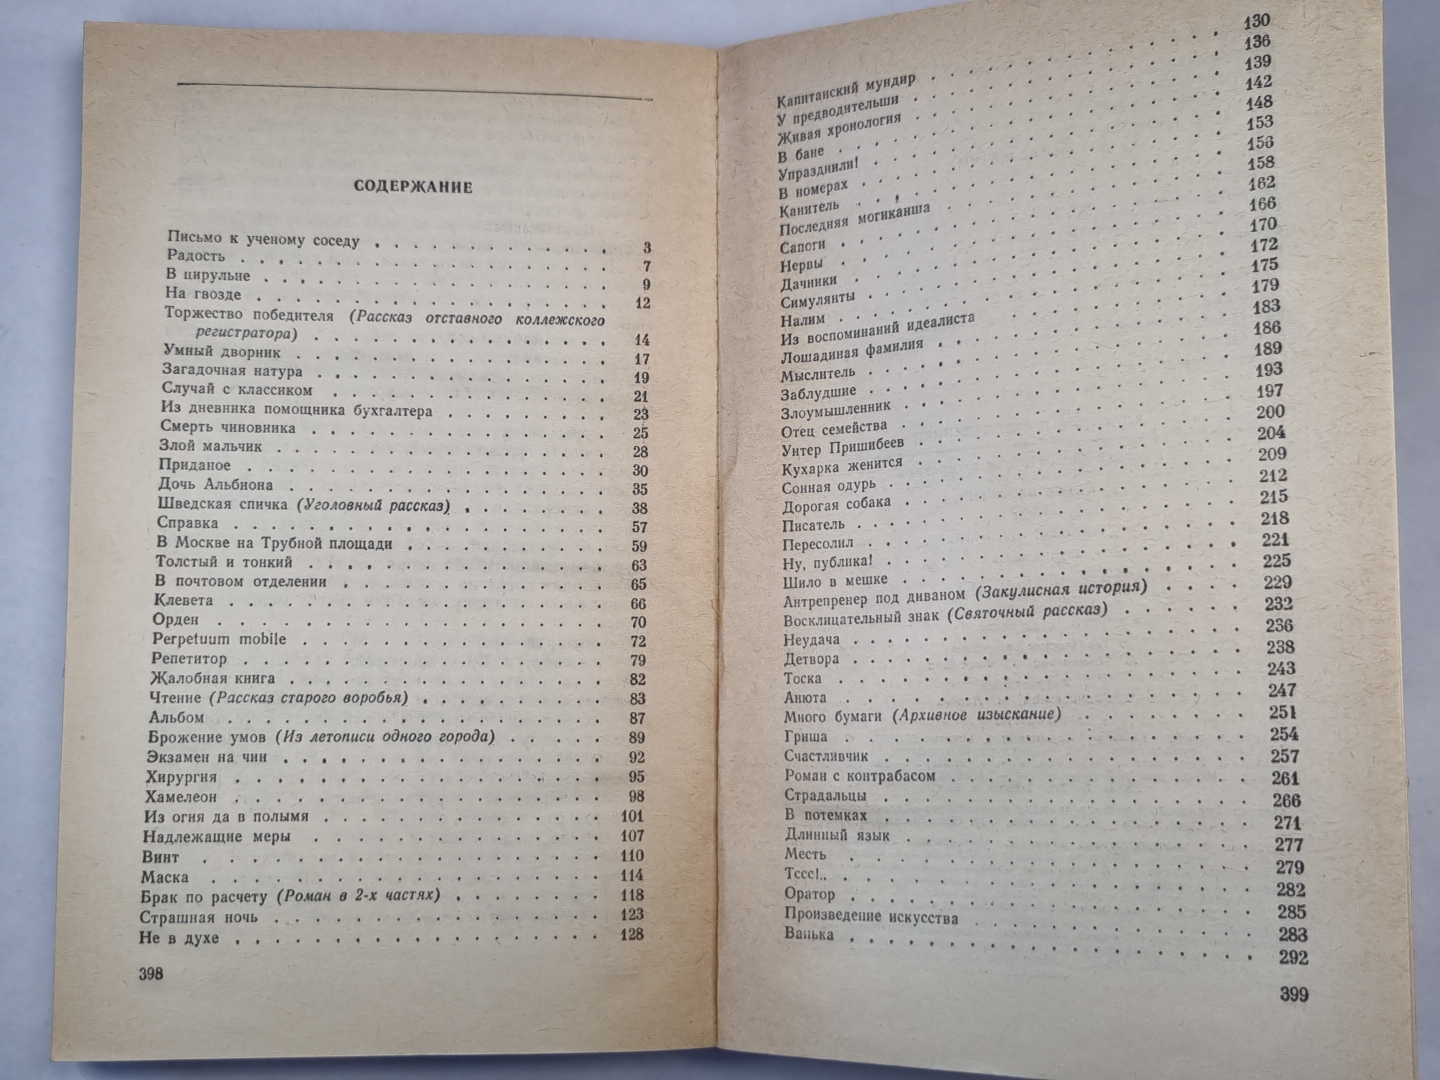 СОДЕРЖАНИЕ
Письмо к ученому соседу . . . . . . . . . . . . 3
Радость . . . . . . . . . . . . . . . . . . 7
В цирульне . . . . . . . . . . . . . . . . . 9
На гвозде . . . . . . . . . . . . . . . . . 12
Торжество победителя (Рассказ отставного коллежского
регистратора) . . . . . . . . . . . . . . . 14
Умный дворник . . . . . . . . . . . . . . . 17
Загадочная натура . . . . . . . . . . . . . . 19
Случай с классиком . . . . . . . . . . . . . 21
Из дневника помощника бухгалтера . . . . . . . . 23
Смерть чиновника . . . . . . . . . . . . . . 25
Злой мальчик . . . . . . . . . . . . . . . . 28
Приданое . . . . . . . . . . . . . . . . . 30
Дочь Альбиона . . . . . . . . . . . . . . . 35
Шведская спичка (Уголовный рассказ) . . . . . . . 38
Справка . . . . . . . . . . . . . . . . . . 57
В Москве на Трубной площади . . . . . . . . . . 59
Толстый и тонкий . . . . . . . . . . . . . . 63
В почтовом отделении . . . . . . . . . . . . . 65
Клевета . . . . . . . . . . . . . . . . . . 66
Орден . . . . . . . . . . . . . . . . . . . 70
Perpetuum mobile . . . . . . . . . . . . . . 72
Репетитор . . . . . . . . . . . . . . . . . 79
Жалобная книга . . . . . . . . . . . . . . . 82
Чтение (Рассказ старого воробья) . . . . . . . . . 83
Альбом . . . . . . . . . . . . . . . . . . 87
Брожение умов (Из летописи одного города) . . . . . 89
Экзамен на чин . . . . . . . . . . . . . . . 92
Хирургия . . . . . . . . . . . . . . . . . 95
Хамелеон . . . . . . . . . . . . . . . . . 98
Из огня да в полымя . . . . . . . . . . . . . 101
Надлежащие меры . . . . . . . . . . . . . . 107
Винт . . . . . . . . . . . . . . . . . . . 110
Маска . . . . . . . . . . . . . . . . . . . 114
Брак по расчету (Роман в 2-х частях) . . . . . . . 118
Страшная ночь . . . . . . . . . . . . . . . 123
Не в духе . . . . . . . . . . . . . . . . . 128
398
Капитанский мундир . . . . . . . . . . . . . 130
У предводительши . . . . . . . . . . . . . . 136
Живая хронология . . . . . . . . . . . . . . 139
В бане . . . . . . . . . . . . . . . . . . 142
Упразднили! . . . . . . . . . . . . . . . . 148
В номерах . . . . . . . . . . . . . . . . . 153
Канитель . . . . . . . . . . . . . . . . . 156
Последняя могиканша . . . . . . . . . . . . . 158
Сапоги . . . . . . . . . . . . . . . . . . 162
Нервы . . . . . . . . . . . . . . . . . . 166
Дачники . . . . . . . . . . . . . . . . . . 170
Симулянты . . . . . . . . . . . . . . . . . 172
Налим . . . . . . . . . . . . . . . . . . 175
Из воспоминаний идеалиста . . . . . . . . . . . 179
Лошадиная фамилия . . . . . . . . . . . . . . 183
Мыслитель . . . . . . . . . . . . . . . . . 186
Заблудшие . . . . . . . . . . . . . . . . . 189
Злоумышленник . . . . . . . . . . . . . . . 193
Отец семейства . . . . . . . . . . . . . . . 197
Унтер Пришибеев . . . . . . . . . . . . . . 200
Кухарка женится . . . . . . . . . . . . . . . 204
Сонная одурь . . . . . . . . . . . . . . . . 209
Дорогая собака . . . . . . . . . . . . . . . 212
Писатель . . . . . . . . . . . . . . . . . 215
Пересолил . . . . . . . . . . . . . . . . . 218
Ну, публика! . . . . . . . . . . . . . . . . 221
Шило в мешке . . . . . . . . . . . . . . . 225
Антрепренер под диваном (Закулисная история) . . . . 229
Восклицательный знак (Святочный рассказ) . . . . . . 232
Неудача . . . . . . . . . . . . . . . . . . 236
Детвора . . . . . . . . . . . . . . . . . . 238
Тоска . . . . . . . . . . . . . . . . . . . 243
Анюта . . . . . . . . . . . . . . . . . . 247
Много бумаги (Архивное изыскание) . . . . . . . . 251
Гриша . . . . . . . . . . . . . . . . . . . 254
Счастливчик . . . . . . . . . . . . . . . . 257
Роман с контрабасом . . . . . . . . . . . . . 261
Страдальцы . . . . . . . . . . . . . . . . 266
В потемках . . . . . . . . . . . . . . . . . 271
Длинный язык . . . . . . . . . . . . . . . . 277
Месть . . . . . . . . . . . . . . . . . . . 279
Тссс!.. . . . . . . . . . . . . . . . . . . 282
Оратор . . . . . . . . . . . . . . . . . . 285
Произведение искусства . . . . . . . . . . . . 283
Ванька . . . . . . . . . . . . . . . . . . 292
399